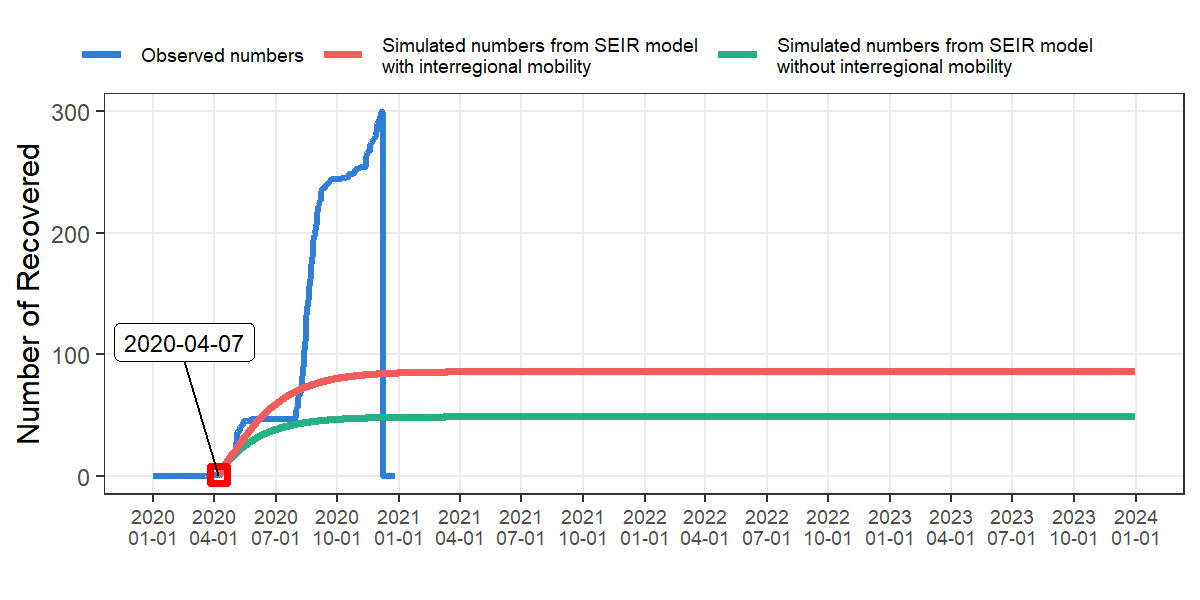 Observed numbers
Simulated numbers from SEIR model
with interregional mobility
Simulated numbers from SEIR model
without interregional mobility
Number of Recovered
300
200
100
0
2020-04-07
2020 2020 2020 2020 2021 2021 2021 2021 2022 2022 2022 2022 2023 2023 2023 2023 2024
01-01 04-01 07-01 10-01 01-01 04-01 07-01 10-01 01-01 04-01 07-01 10-01 01-01 04-01 07-01 10-01 01-01